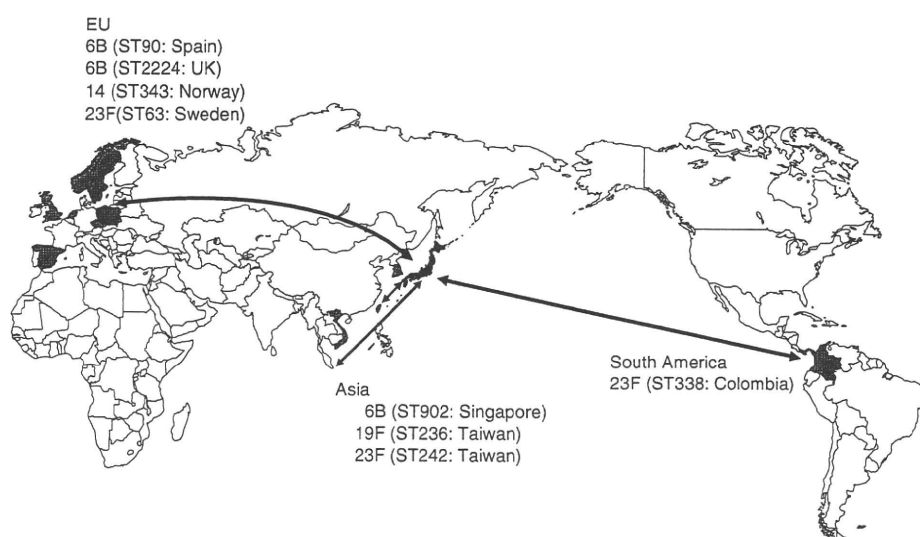 EU
6B (ST90: Spain)
6B (ST2224: UK)
14 (ST343: Norway)
23F(ST63: Sweden)
South America
23F (ST338: Colombia)
Asia
6B (ST902: Singapore)
19F (ST236: Taiwan)
23F (ST242: Taiwan)